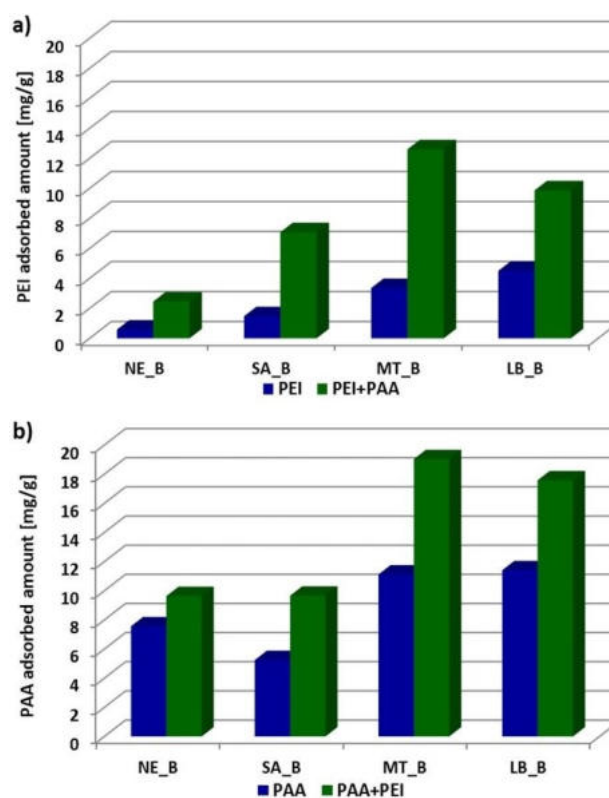 a)
PEI adsorbed amount [mg/g]
20
18
16
14
12
10
8
6
4
2
0
NE_B SA_B MT_B LB_B
PEI PEI+PAA
b)
PAA adsorbed amount [mg/g]
20
18
16
14
12
10
8
6
4
2
0
NE_B SA_B MT_B LB_B
PAA PAA+PEI